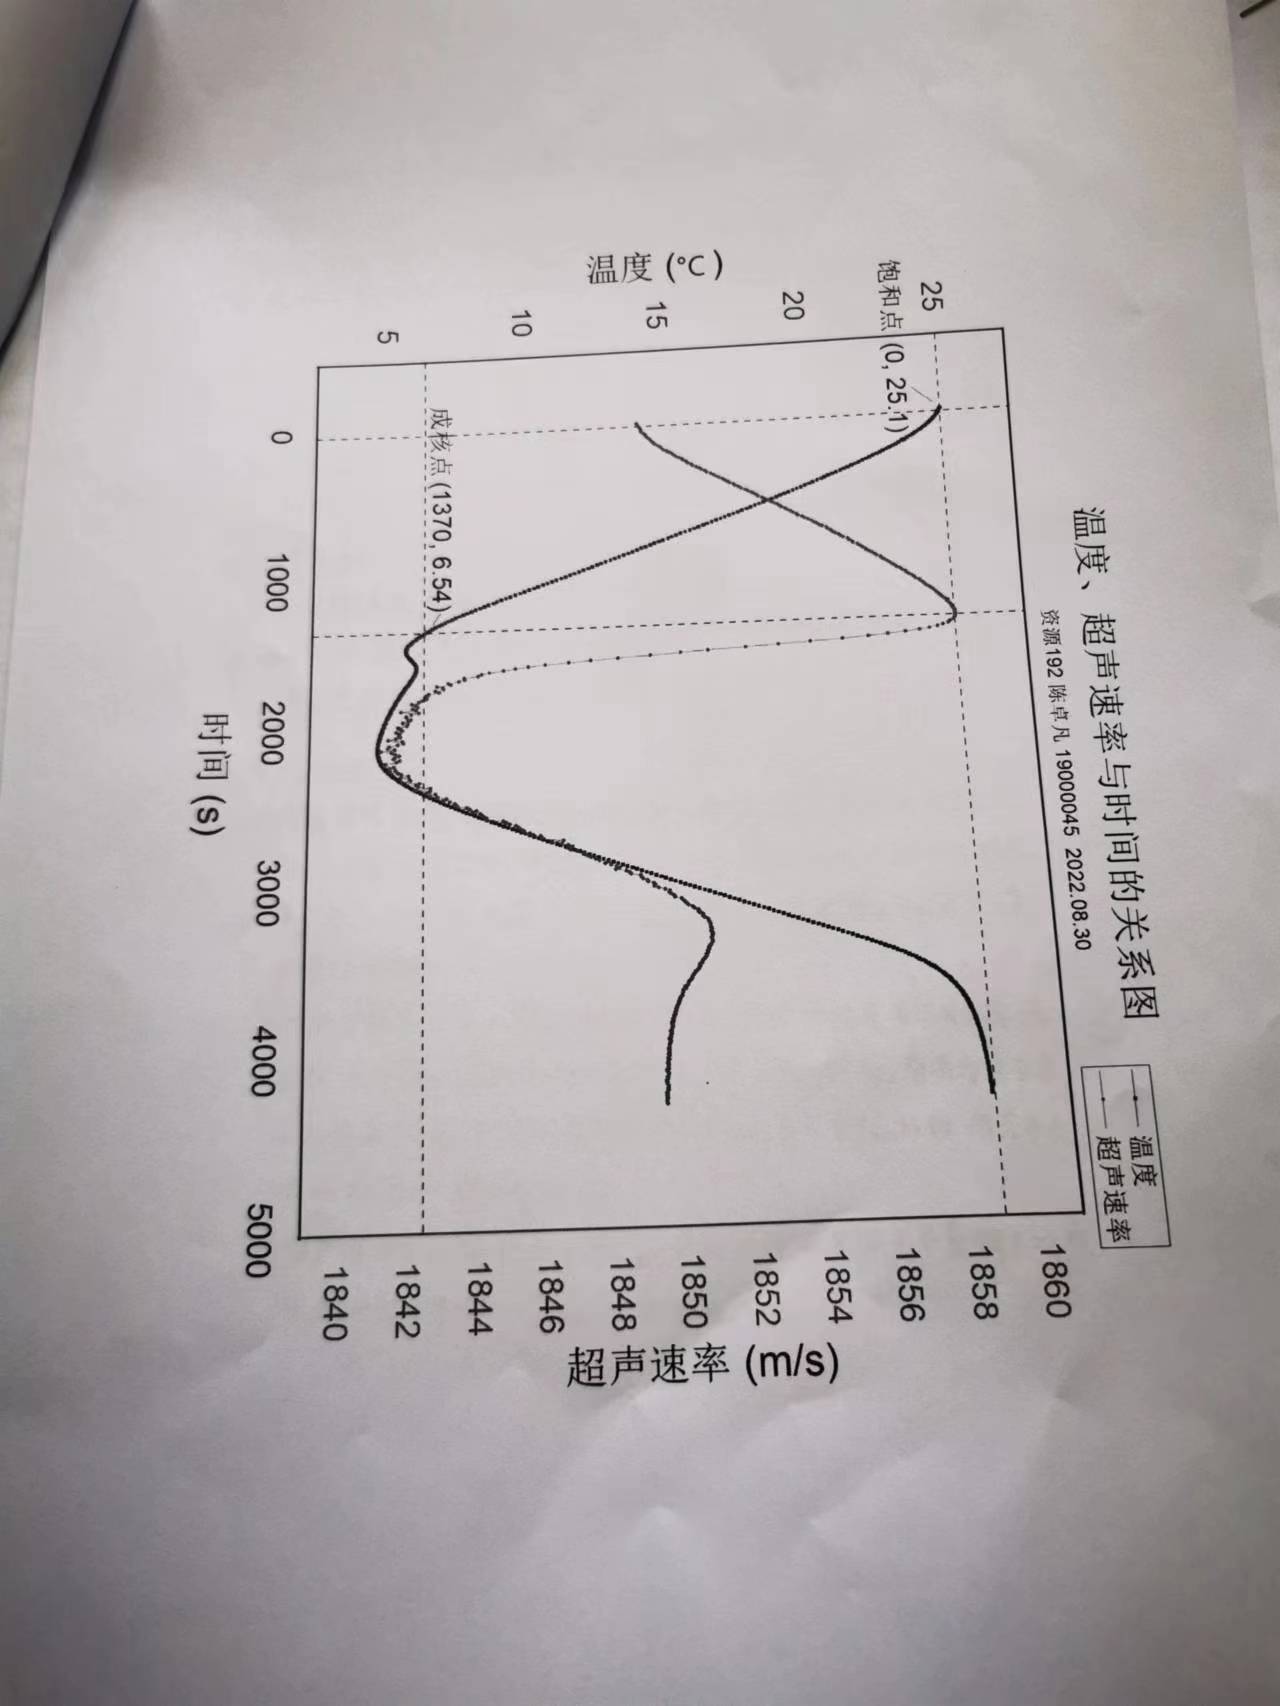 温度、超声速率与时间的关系图
资源192 陈卓凡 19000045 2022.08.30
温度
超声速率
温度 (℃)
25
20
15
10
5
饱和点 (0, 25.1)
成核点 (1370, 6.54)
0
1000
2000
3000
4000
5000
时间 (s)
1860
1858
1856
1854
1852
1850
1848
1846
1844
1842
1840
超声速率 (m/s)